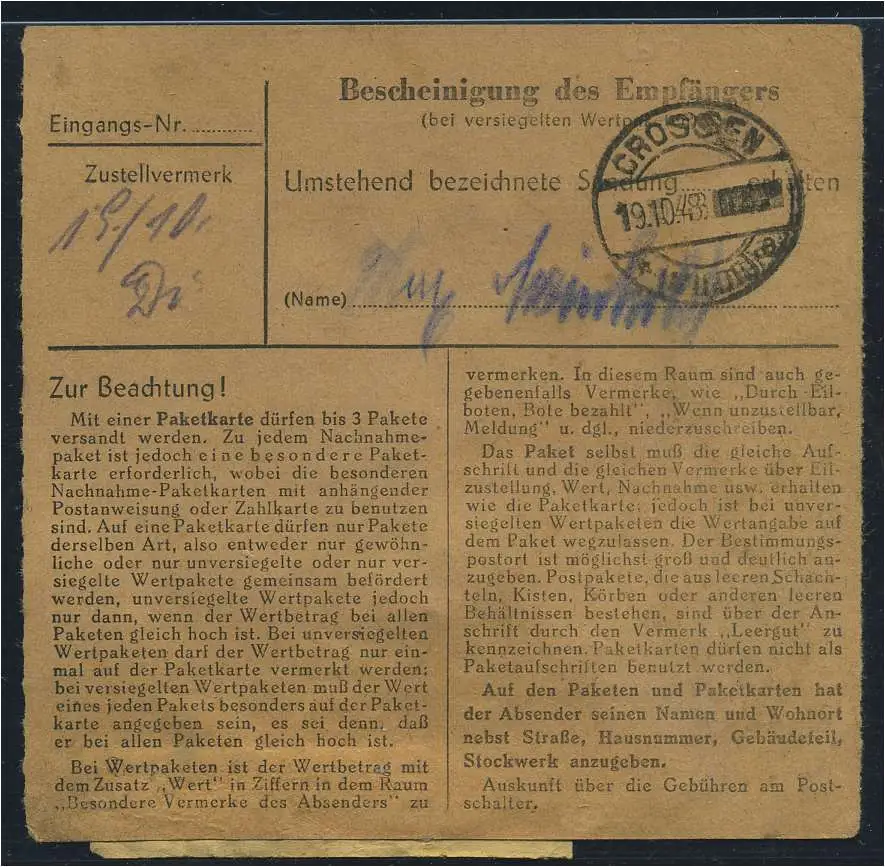 Eingangs-Nr. ............
Zustellvermerk
15./10.
Di
Bescheinigung des Empfängers
(bei versiegelten
Umstehend bezeichnete Sendung ........ erhalten
(Name)
CROSSEN
19.10.48
Zur Beachtung!
Mit einer Paketkarte dürfen bis 3 Pakete
versandt werden. Zu jedem Nachnahme-
paket ist jedoch eine besondere Paket-
karte erforderlich, wobei die besonderen
Nachnahme-Paketkarten mit anhängender
Postanweisung oder Zahlkarte zu benutzen
sind. Auf eine Paketkarte dürfen nur Pakete
derselben Art, also entweder nur gewöhn-
liche oder nur unversiegelte oder nur ver-
siegelte Wertpakete gemeinsam befördert
werden, unversiegelte Wertpakete jedoch
nur dann, wenn der Wertbetrag bei allen
Paketen gleich hoch ist. Bei unversiegelten
Wertpaketen darf der Wertbetrag nur ein-
mal auf der Paketkarte vermerkt werden;
bei versiegelten Wertpaketen muß der Wert
eines jeden Pakets besonders auf der Paket-
karte angegeben sein, es sei denn, daß
er bei allen Paketen gleich hoch ist.
Bei Wertpaketen ist der Wertbetrag mit
dem Zusatz „Wert" in Ziffern in dem Raum
„Besondere Vermerke des Absenders" zu
vermerken. In diesem Raum sind auch ge-
gebenenfalls Vermerke, wie „Durch Eil-
boten, Bote bezahlt", „Wenn unzustellbar,
Meldung" u. dgl., niederzuschreiben.
Das Paket selbst muß die gleiche Auf-
schrift und die gleichen Vermerke über Eil-
zustellung, Wert, Nachnahme usw. erhalten
wie die Paketkarte; jedoch ist bei unver-
siegelten Wertpaketen die Wertangabe auf
dem Paket wegzulassen. Der Bestimmungs-
postort ist möglichst groß und deutlich an-
zugeben. Postpakete, die aus leeren Schach-
teln, Kisten, Körben oder anderen leeren
Behältnissen bestehen, sind über der An-
schrift durch den Vermerk „Leergut" zu
kennzeichnen. Paketkarten dürfen nicht als
Paketaufschriften benutzt werden.
Auf den Paketen und Paketkarten hat
der Absender seinen Namen und Wohnort
nebst Straße, Hausnummer, Gebäudeteil,
Stockwerk anzugeben.
Auskunft über die Gebühren am Post-
schalter.